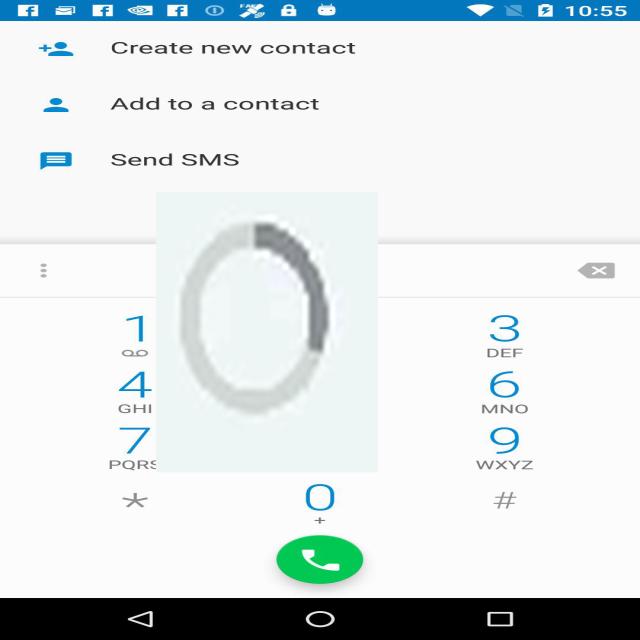 10:55
Create new contact
Add to a contact
Send SMS
1 3
DEF
4 6
GHI MNO
7 9
PQRS WXYZ
* 0 #
+